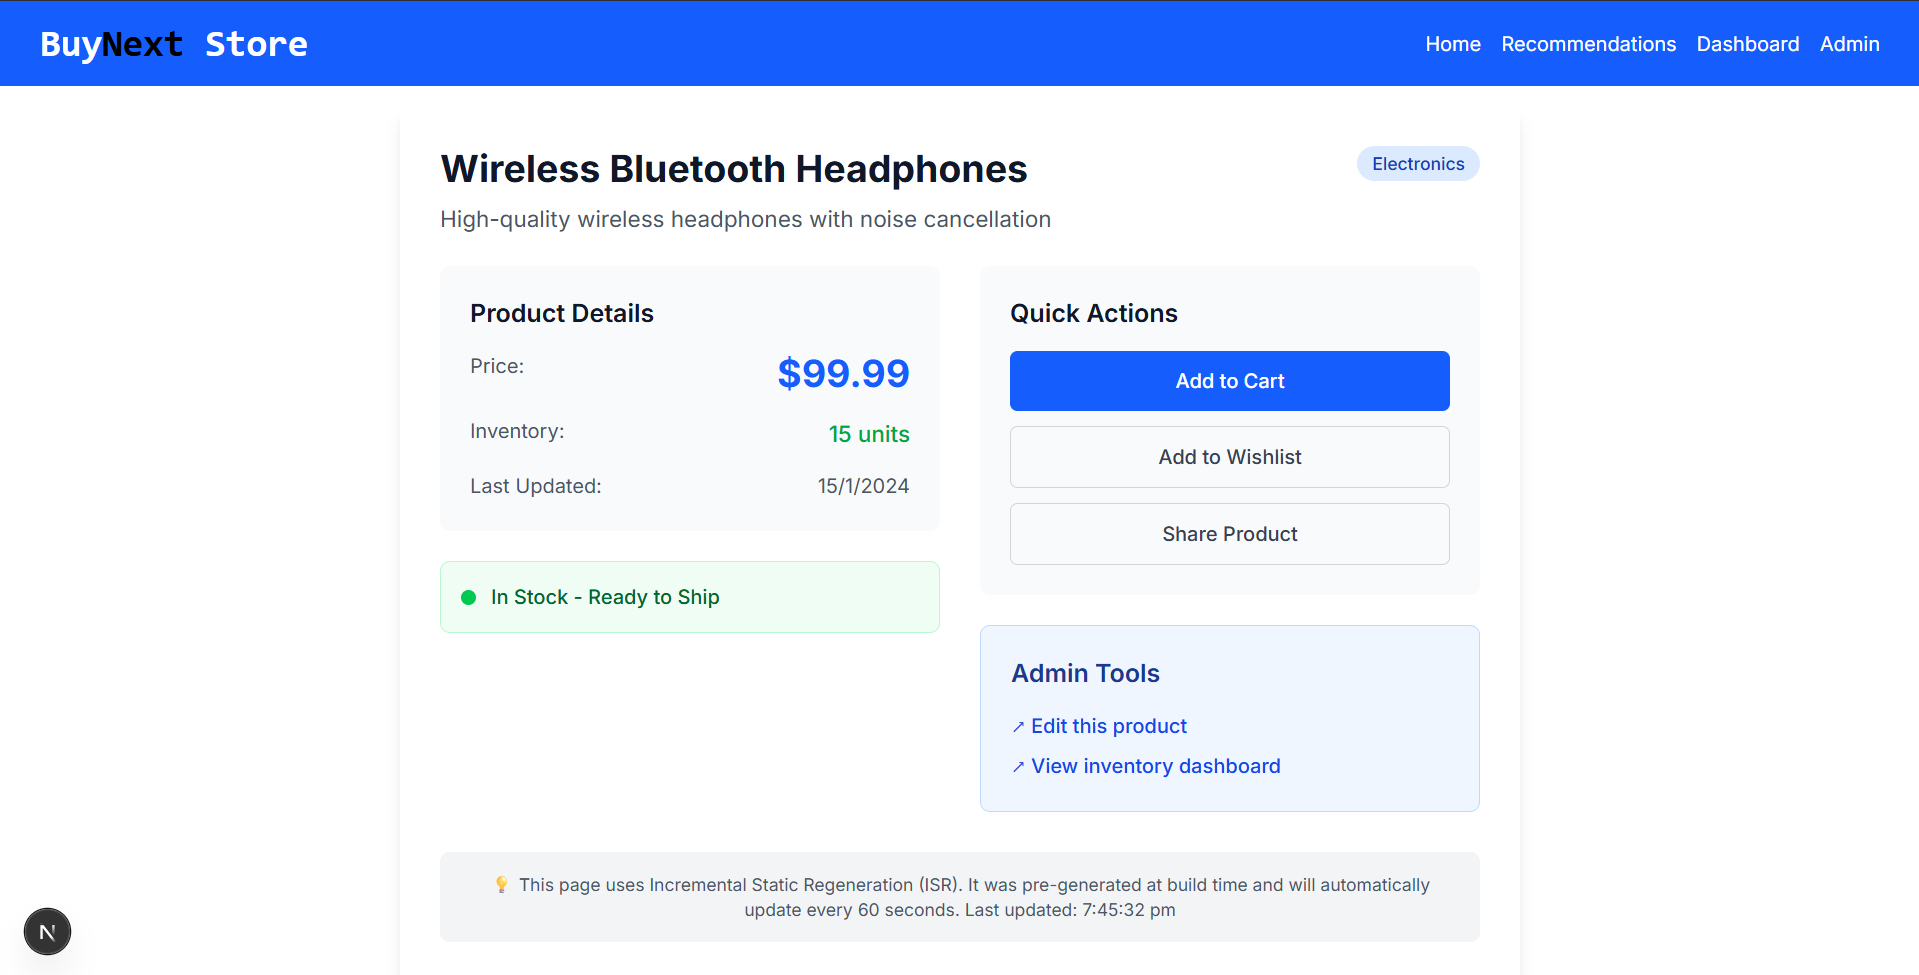 BuyNext Store
Home Recommendations Dashboard Admin
Wireless Bluetooth Headphones
Electronics
High-quality wireless headphones with noise cancellation
Product Details
Price: $99.99
Inventory: 15 units
Last Updated: 15/1/2024
In Stock - Ready to Ship
Quick Actions
Add to Cart
Add to Wishlist
Share Product
Admin Tools
↗ Edit this product
↗ View inventory dashboard
💡 This page uses Incremental Static Regeneration (ISR). It was pre-generated at build time and will automatically
update every 60 seconds. Last updated: 7:45:32 pm
N